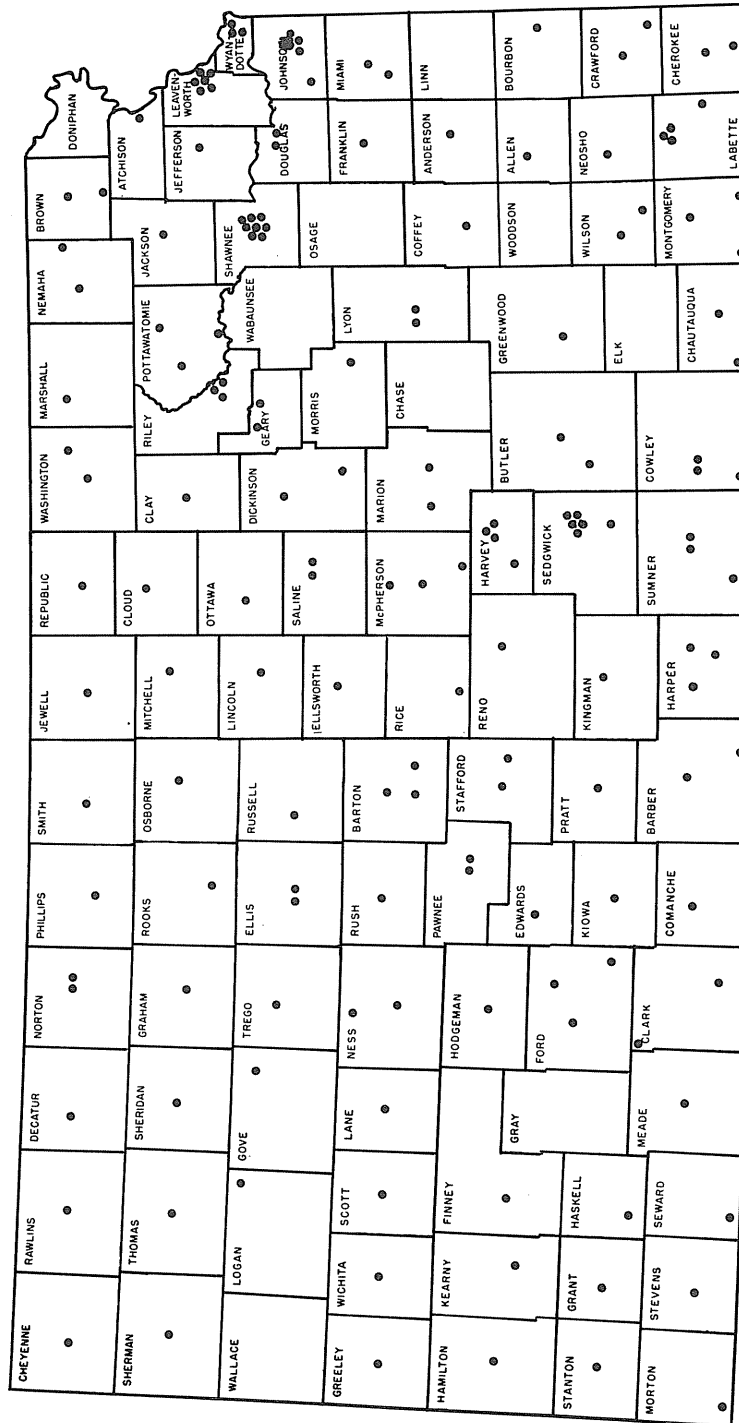 CHEYENNE
RAWLINS
DECATUR
NORTON
PHILLIPS
SMITH
JEWELL
REPUBLIC
WASHINGTON
MARSHALL
NEMAHA
BROWN
DONIPHAN
SHERMAN
THOMAS
SHERIDAN
GRAHAM
ROOKS
OSBORNE
MITCHELL
CLOUD
CLAY
RILEY
POTTAWATOMIE
JACKSON
ATCHISON
JEFFERSON
LEAVEN-
WORTH
WYAN
DOTTE
WALLACE
LOGAN
GOVE
TREGO
ELLIS
RUSSELL
LINCOLN
OTTAWA
DICKINSON
GEARY
WABAUNSEE
SHAWNEE
DOUGLAS
JOHNSON
ELLSWORTH
SALINE
MORRIS
LYON
OSAGE
FRANKLIN
MIAMI
GREELEY
WICHITA
SCOTT
LANE
NESS
RUSH
BARTON
RICE
McPHERSON
MARION
CHASE
COFFEY
ANDERSON
LINN
HAMILTON
KEARNY
FINNEY
HODGEMAN
PAWNEE
STAFFORD
RENO
HARVEY
BUTLER
GREENWOOD
WOODSON
ALLEN
BOURBON
GRAY
FORD
EDWARDS
PRATT
KINGMAN
SEDGWICK
ELK
WILSON
NEOSHO
CRAWFORD
STANTON
GRANT
HASKELL
KIOWA
MORTON
STEVENS
SEWARD
MEADE
CLARK
COMANCHE
BARBER
HARPER
SUMNER
COWLEY
CHAUTAUQUA
MONTGOMERY
LABETTE
CHEROKEE